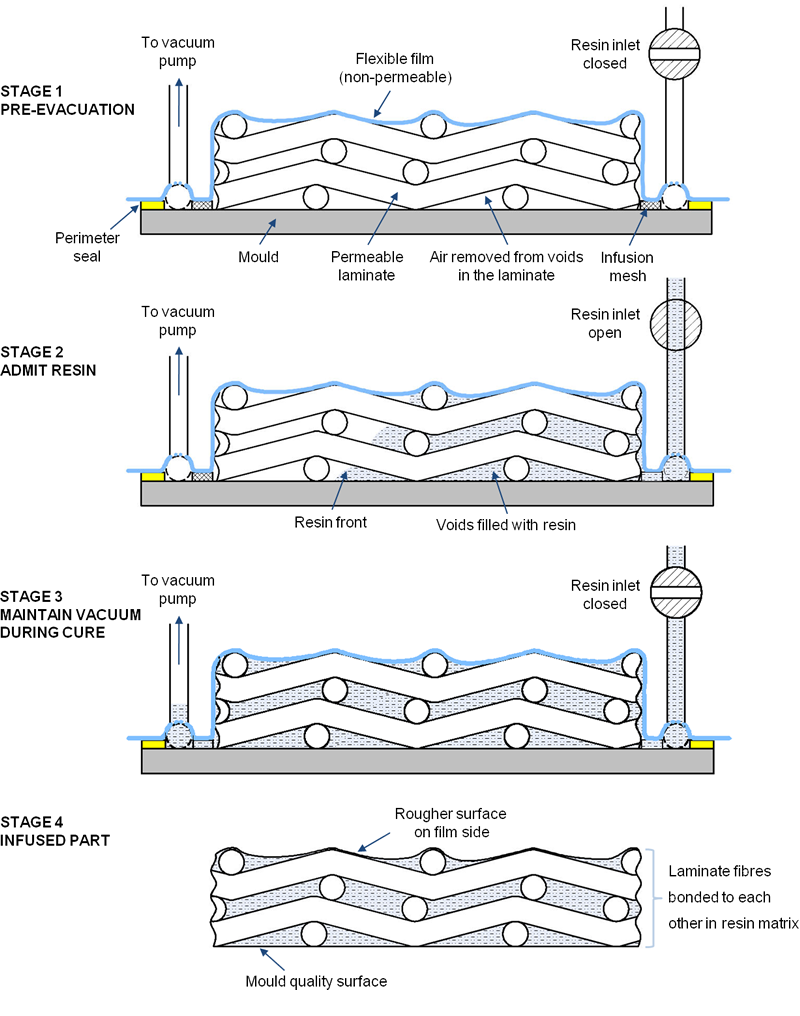 To vacuum
pump
Flexible film
(non-permeable)
Resin inlet
closed
STAGE 1
PRE-EVACUATION
Perimeter
seal
Mould
Permeable
laminate
Air removed from voids
in the laminate
Infusion
mesh
To vacuum
pump
Resin inlet
open
STAGE 2
ADMIT RESIN
Resin front
Voids filled with resin
To vacuum
pump
Resin inlet
closed
STAGE 3
MAINTAIN VACUUM
DURING CURE
STAGE 4
INFUSED PART
Rougher surface
on film side
Laminate fibres
bonded to each
other in resin matrix
Mould quality surface